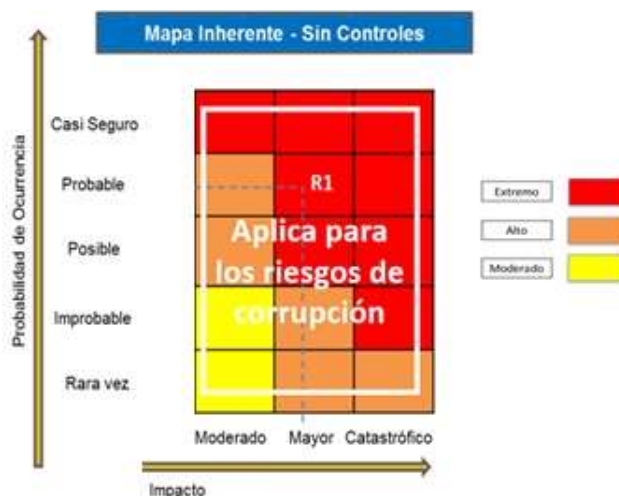 Mapa Inherente - Sin Controles
Probabilidad de Ocurrencia
Casi Seguro
Probable
Posible
Improbable
Rara vez
R1
Aplica para
los riesgos de
corrupción
Extremo
Alto
Moderado
Moderado
Mayor
Catastrófico
Impacto